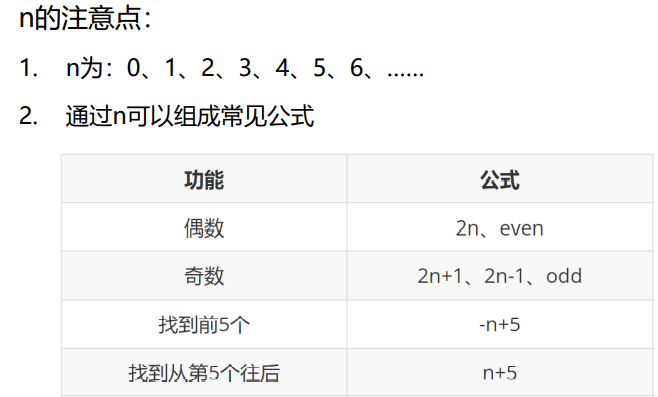 n的注意点：
1. n为：0、1、2、3、4、5、6、……
2. 通过n可以组成常见公式
功能 公式
偶数 2n、even
奇数 2n+1、2n-1、odd
找到前5个 -n+5
找到从第5个往后 n+5